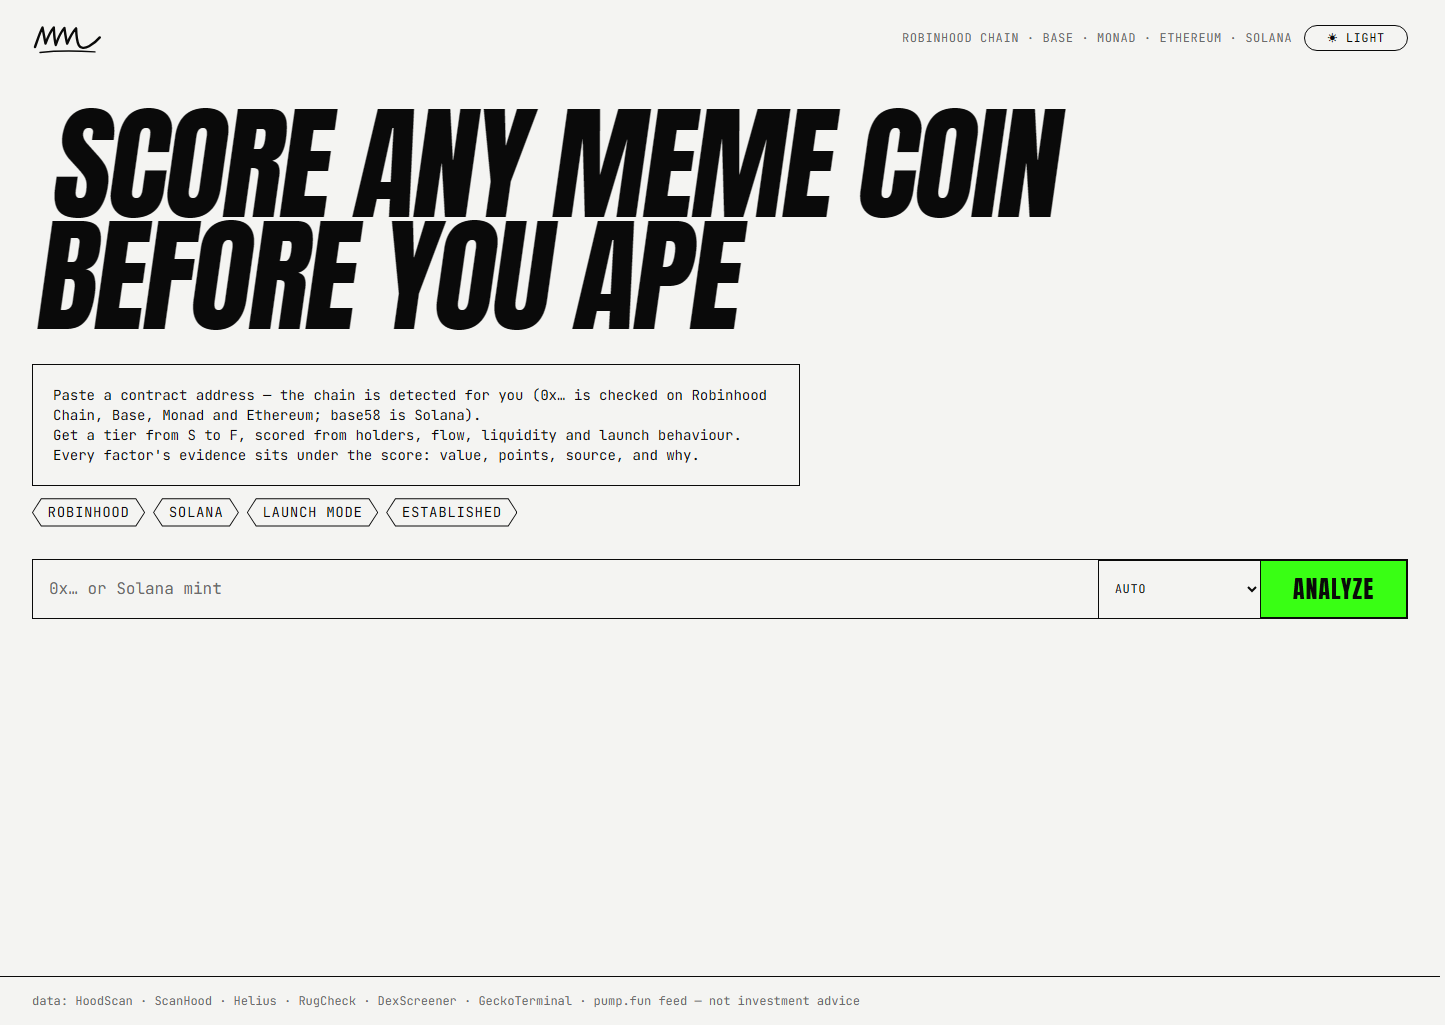 ROBINHOOD CHAIN · BASE · MONAD · ETHEREUM · SOLANA
☀ LIGHT
SCORE ANY MEME COIN
BEFORE YOU APE
Paste a contract address — the chain is detected for you (0x… is checked on Robinhood
Chain, Base, Monad and Ethereum; base58 is Solana).
Get a tier from S to F, scored from holders, flow, liquidity and launch behaviour.
Every factor's evidence sits under the score: value, points, source, and why.
ROBINHOOD
SOLANA
LAUNCH MODE
ESTABLISHED
0x… or Solana mint
AUTO
ANALYZE
data: HoodScan · ScanHood · Helius · RugCheck · DexScreener · GeckoTerminal · pump.fun feed — not investment advice